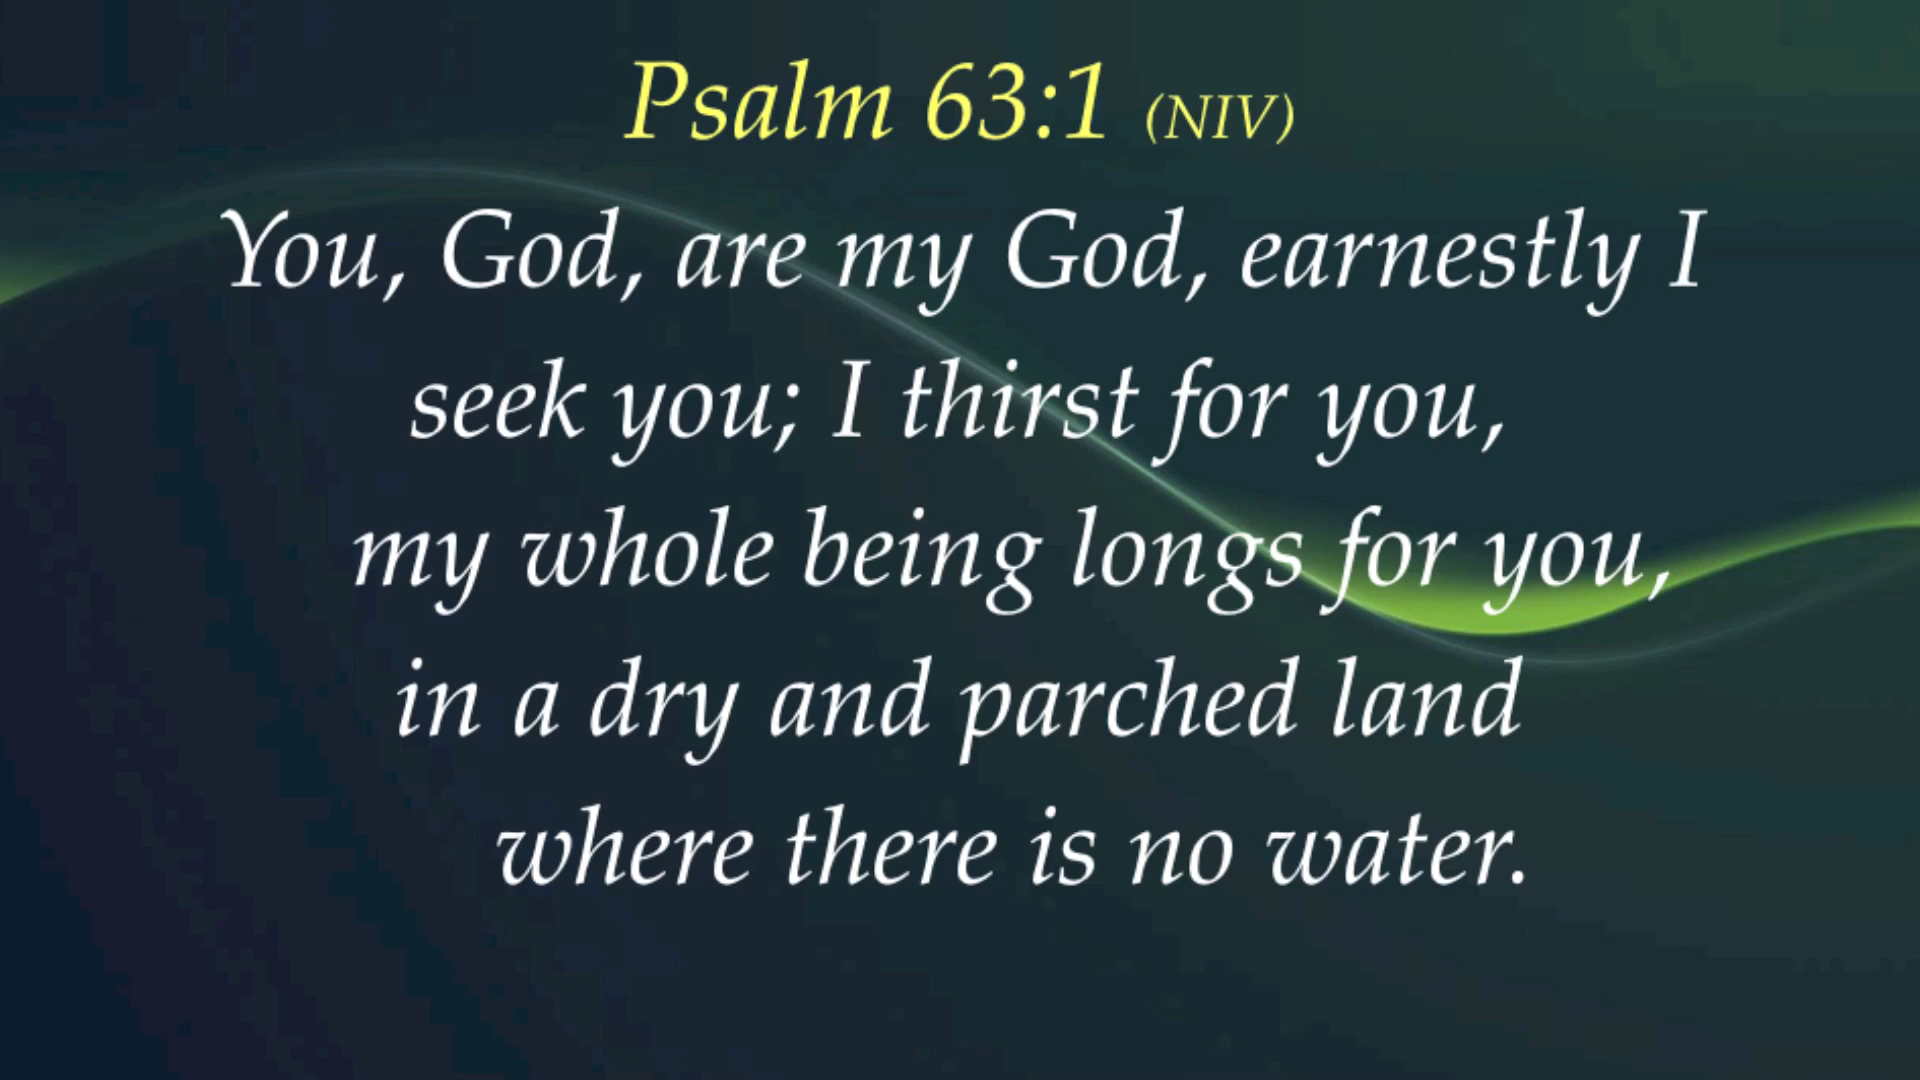 Psalm 63:1 (NIV)
You, God, are my God, earnestly I
seek you; I thirst for you,
my whole being longs for you,
in a dry and parched land
where there is no water.